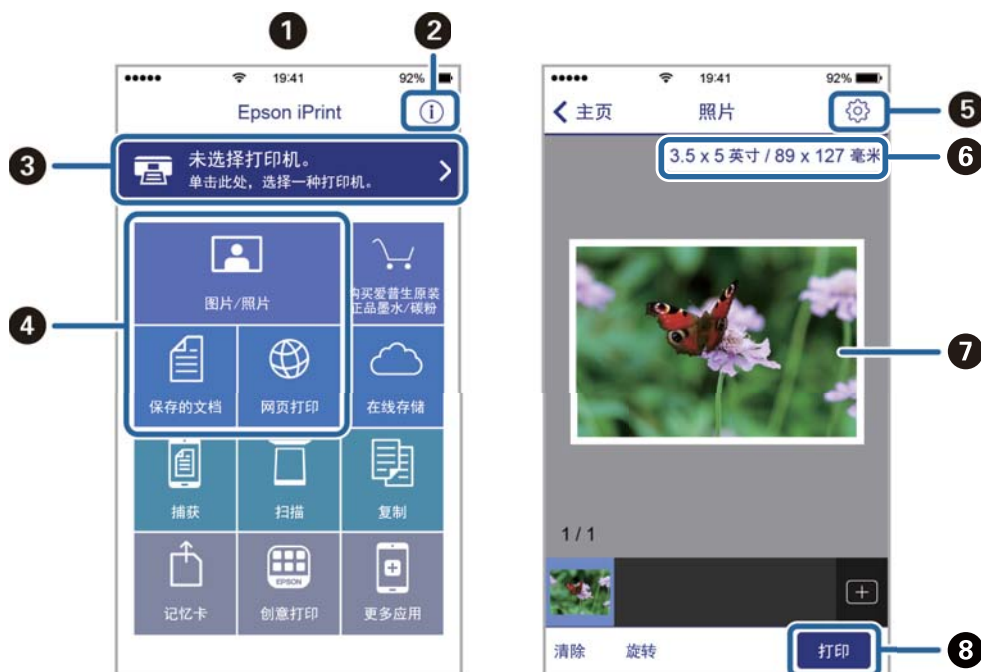 1
2
19:41
92%
Epson iPrint
i
3
未选择打印机。
单击此处，选择一种打印机。
4
图片/照片
购买爱普生原装
正品墨水/碳粉
保存的文档
网页打印
在线存储
捕获
扫描
复制
EPSON
记忆卡
创意打印
更多应用
19:41
92%
主页
照片
5
3.5 x 5 英寸 / 89 x 127 毫米
6
7
1 / 1
清除
旋转
打印
8